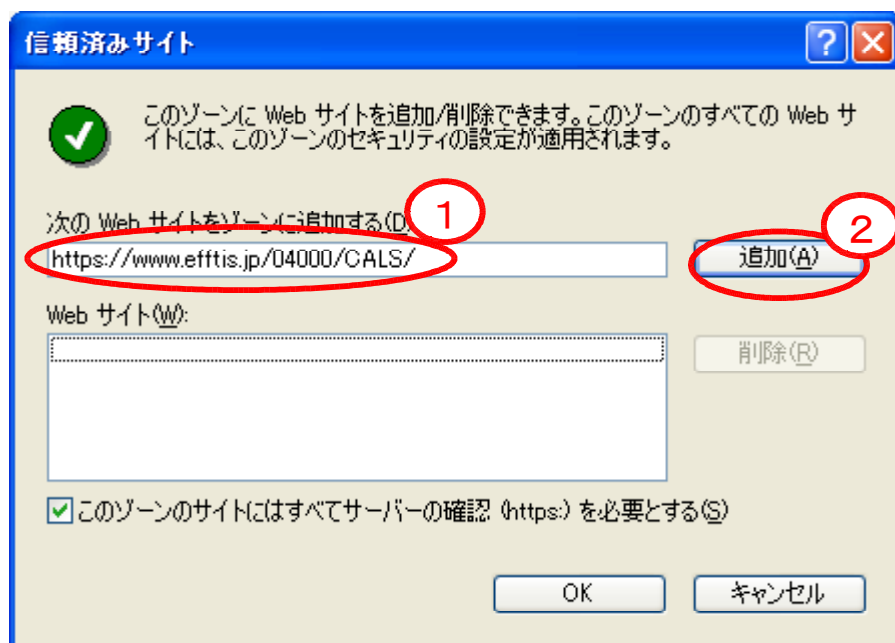 信頼済みサイト
このゾーンに Web サイトを追加/削除できます。このゾーンのすべての Web サ
イトには、このゾーンのセキュリティの設定が適用されます。
次の Web サイトをゾーンに追加する(D)
1
2
https://www.efftis.jp/04000/CALS/
追加(A)
Web サイト(W):
削除(R)
このゾーンのサイトにはすべてサーバーの確認 (https:) を必要とする(S)
OK
キャンセル